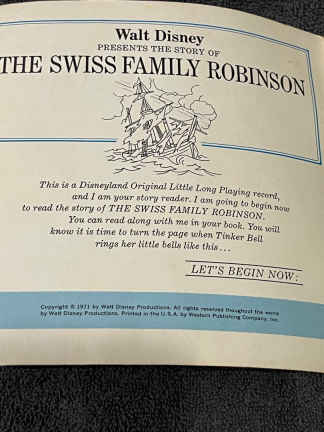 Walt Disney
PRESENTS THE STORY OF
THE SWISS FAMILY ROBINSON
This is a Disneyland Original Little Long Playing record,
and I am your story reader. I am going to begin now
to read the story of THE SWISS FAMILY ROBINSON.
You can read along with me in your book. You will
know it is time to turn the page when Tinker Bell
rings her little bells like this . . .
LET'S BEGIN NOW:
Copyright © 1971 by Walt Disney Productions. All rights reserved thoughout the world
by Walt Disney Productions. Printed in the U.S.A. by Western Publishing Company, Inc.